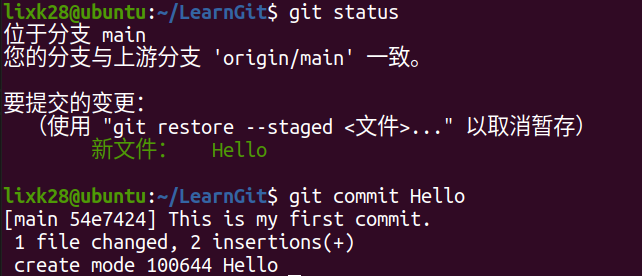 lixk28@ubuntu:~/LearnGit$ git status
位于分支 main
您的分支与上游分支 'origin/main' 一致。
要提交的变更：
（使用 "git restore --staged <文件>..." 以取消暂存）
新文件： Hello
lixk28@ubuntu:~/LearnGit$ git commit Hello
[main 54e7424] This is my first commit.
1 file changed, 2 insertions(+)
create mode 100644 Hello